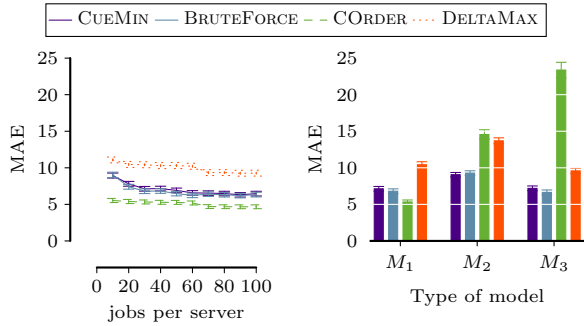 CUEMIN BRUTEFORCE CORDER DELTAMAX
25
20
15
10
5
0
MAE
0 20 40 60 80 100
jobs per server
25
20
15
10
5
0
MAE
M1 M2 M3
Type of model